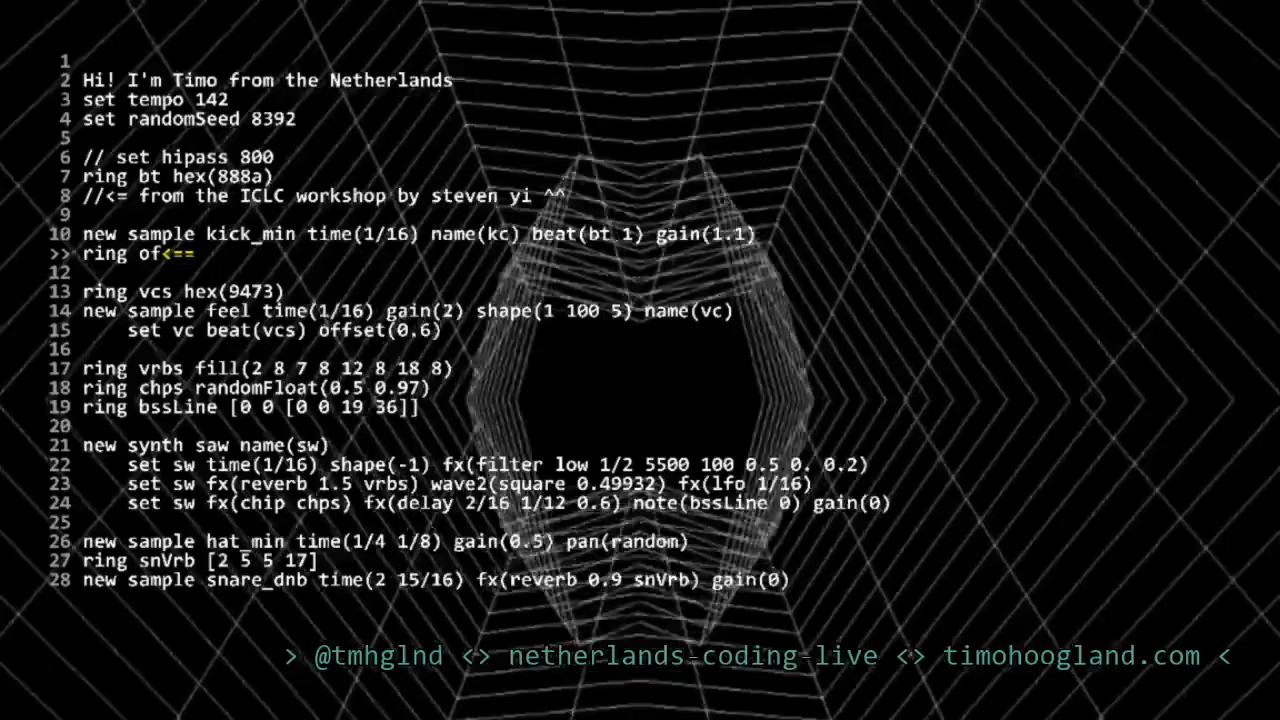 1
2 Hi! I'm Timo from the Netherlands
3 set tempo 142
4 set randomSeed 8392
5
6 // set hipass 800
7 ring bt hex(888a)
8 //<= from the ICLC workshop by steven yi ^^
9
10 new sample kick_min time(1/16) name(kc) beat(bt 1) gain(1.1)
>> ring of<==
12
13 ring vcs hex(9473)
14 new sample feel time(1/16) gain(2) shape(1 100 5) name(vc)
15 set vc beat(vcs) offset(0.6)
16
17 ring vrbs fill(2 8 7 8 12 8 18 8)
18 ring chps randomFloat(0.5 0.97)
19 ring bssLine [0 0 [0 0 19 36]]
20
21 new synth saw name(sw)
22 set sw time(1/16) shape(-1) fx(filter low 1/2 5500 100 0.5 0. 0.2)
23 set sw fx(reverb 1.5 vrbs) wave2(square 0.49932) fx(lfo 1/16)
24 set sw fx(chip chps) fx(delay 2/16 1/12 0.6) note(bssLine 0) gain(0)
25
26 new sample hat_min time(1/4 1/8) gain(0.5) pan(random)
27 ring snVrb [2 5 5 17]
28 new sample snare_dnb time(2 15/16) fx(reverb 0.9 snVrb) gain(0)
> @tmhglnd <> netherlands-coding-live <> timohoogland.com <